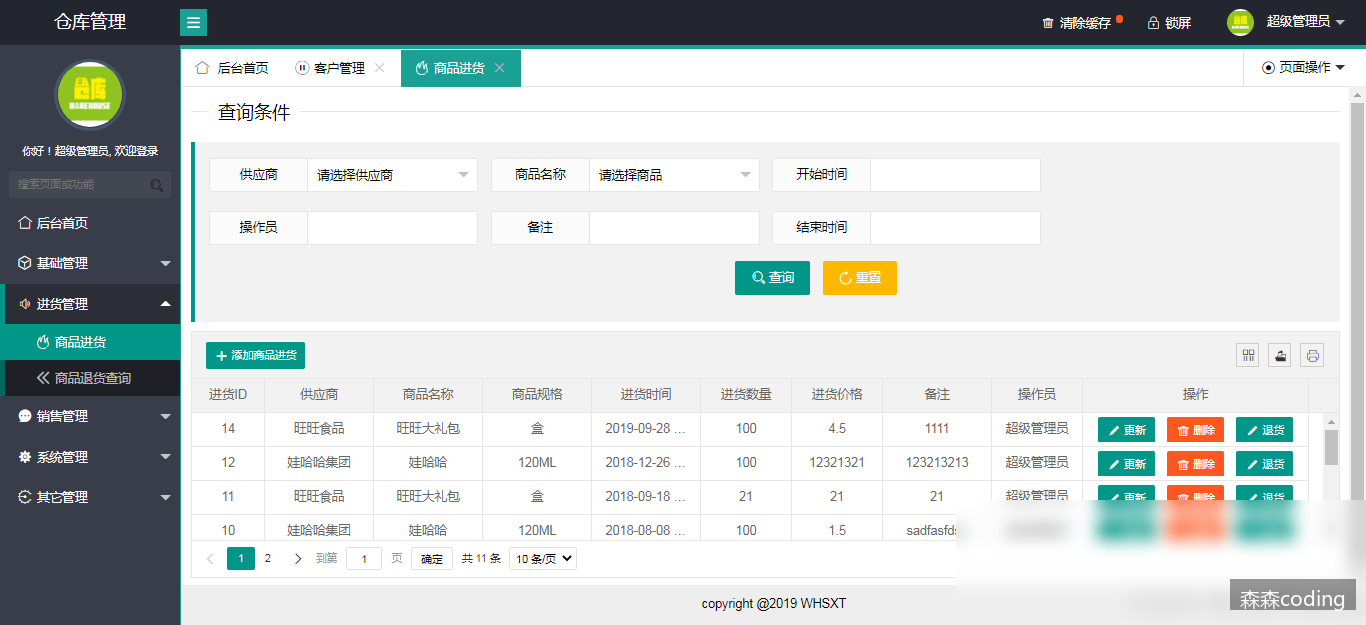 仓库管理
清除缓存 锁屏 超级管理员
仓库
WAREHOUSE
你好！超级管理员, 欢迎登录
搜索页面或功能
后台首页
基础管理
进货管理
商品进货
商品退货查询
销售管理
系统管理
其它管理
后台首页 客户管理 商品进货 页面操作
查询条件
供应商 请选择供应商 商品名称 请选择商品 开始时间
操作员 备注 结束时间
查询 重置
添加商品进货
进货ID 供应商 商品名称 商品规格 进货时间 进货数量 进货价格 备注 操作员 操作
14 旺旺食品 旺旺大礼包 盒 2019-09-28 ... 100 4.5 1111 超级管理员 更新 删除 退货
12 娃哈哈集团 娃哈哈 120ML 2018-12-26 ... 100 12321321 123213213 超级管理员 更新 删除 退货
11 旺旺食品 旺旺大礼包 盒 2018-09-18 ... 21 21 21 超级管理员 更新 删除 退货
10 娃哈哈集团 娃哈哈 120ML 2018-08-08 ... 100 1.5 sadfasfds
1 2 到第 1 页 确定 共 11 条 10 条/页
copyright @2019 WHSXT
森森coding